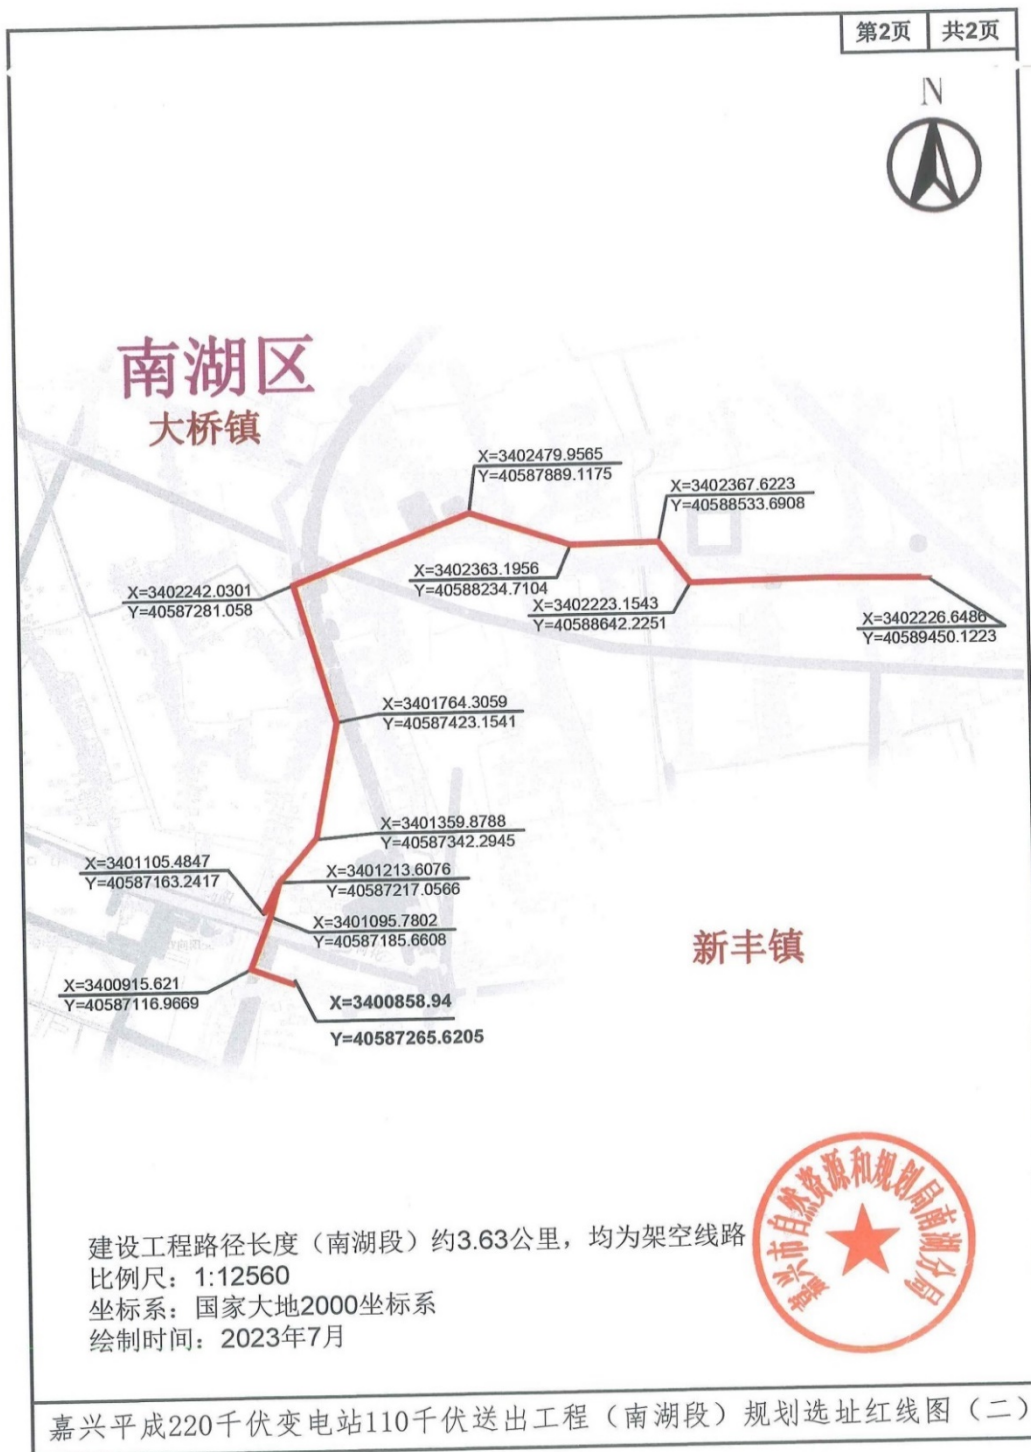 第2页 共2页
N
南湖区
大桥镇
X=3402479.9565
Y=40587889.1175
X=3402367.6223
Y=40588533.6908
X=3402363.1956
Y=40588234.7104
X=3402242.0301
Y=40587281.058
X=3402223.1543
Y=40588642.2251
X=3402226.6486
Y=40589450.1223
X=3401764.3059
Y=40587423.1541
X=3401359.8788
Y=40587342.2945
X=3401105.4847
Y=40587163.2417
X=3401213.6076
Y=40587217.0566
X=3401095.7802
Y=40587185.6608
新丰镇
X=3400915.621
Y=40587116.9669
X=3400858.94
Y=40587265.6205
嘉兴市自然资源和规划局南湖分局
建设工程路径长度（南湖段）约3.63公里，均为架空线路
比例尺：1:12560
坐标系：国家大地2000坐标系
绘制时间：2023年7月
嘉兴平成220千伏变电站110千伏送出工程（南湖段）规划选址红线图（二）